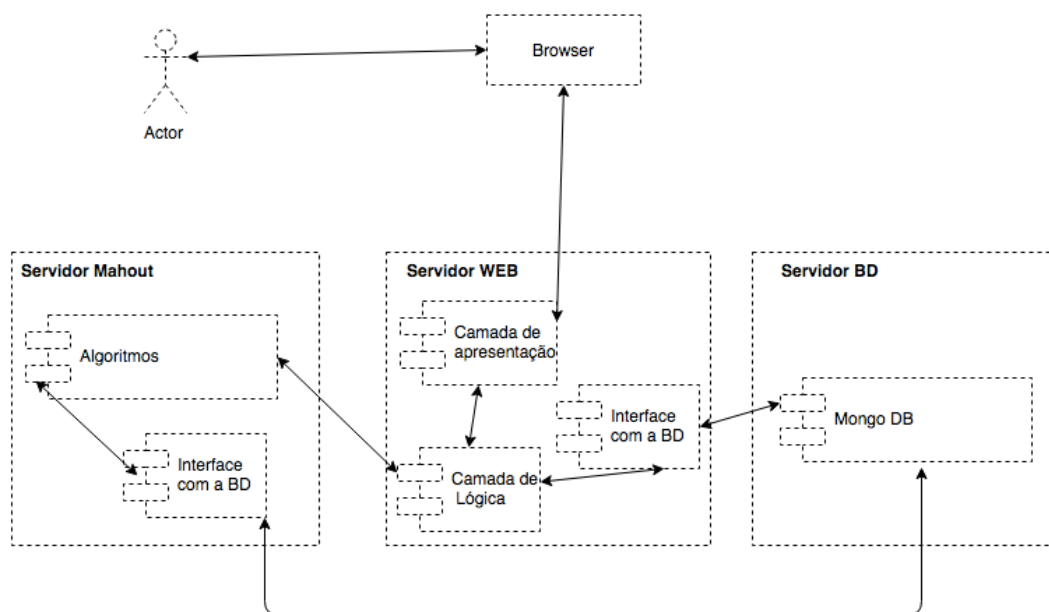 Browser
Actor
Servidor Mahout
Algoritmos
Interface
com a BD
Servidor WEB
Camada de
apresentação
Interface
com a BD
Camada de
Lógica
Servidor BD
Mongo DB